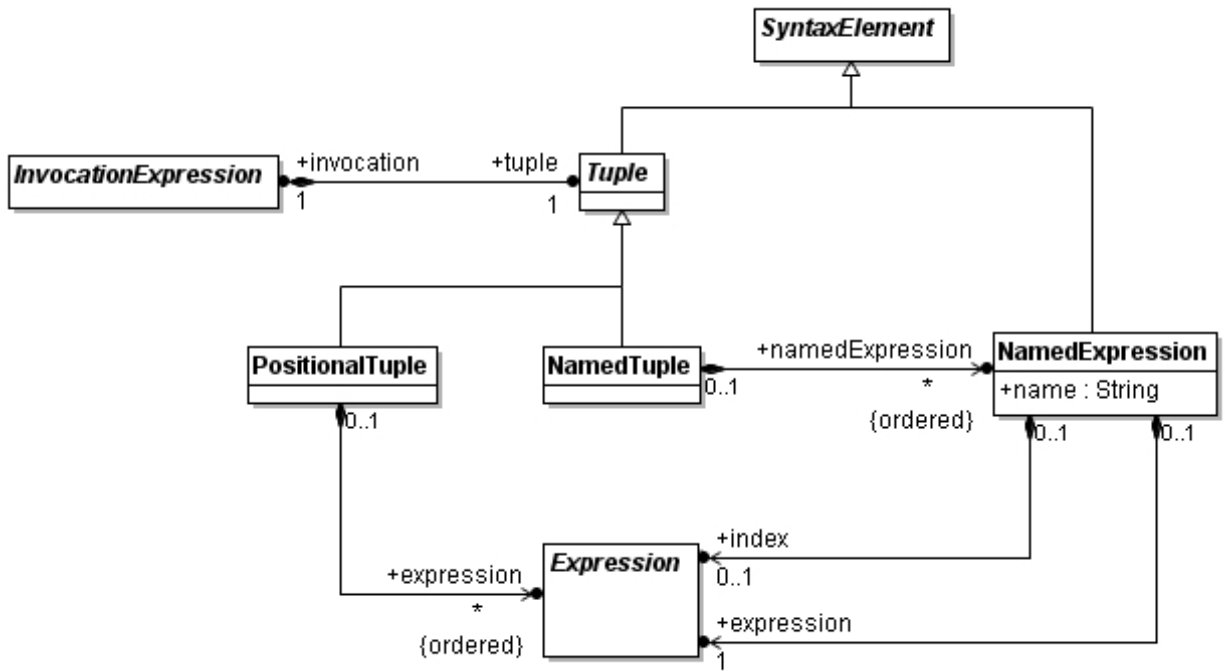 SyntaxElement
+invocation
+tuple
InvocationExpression
Tuple
1
1
+namedExpression
NamedExpression
PositionalTuple
NamedTuple
0..1
*
+name : String
0..1
{ordered}
0..1
0..1
+index
Expression
0..1
+expression
*
+expression
{ordered}
1